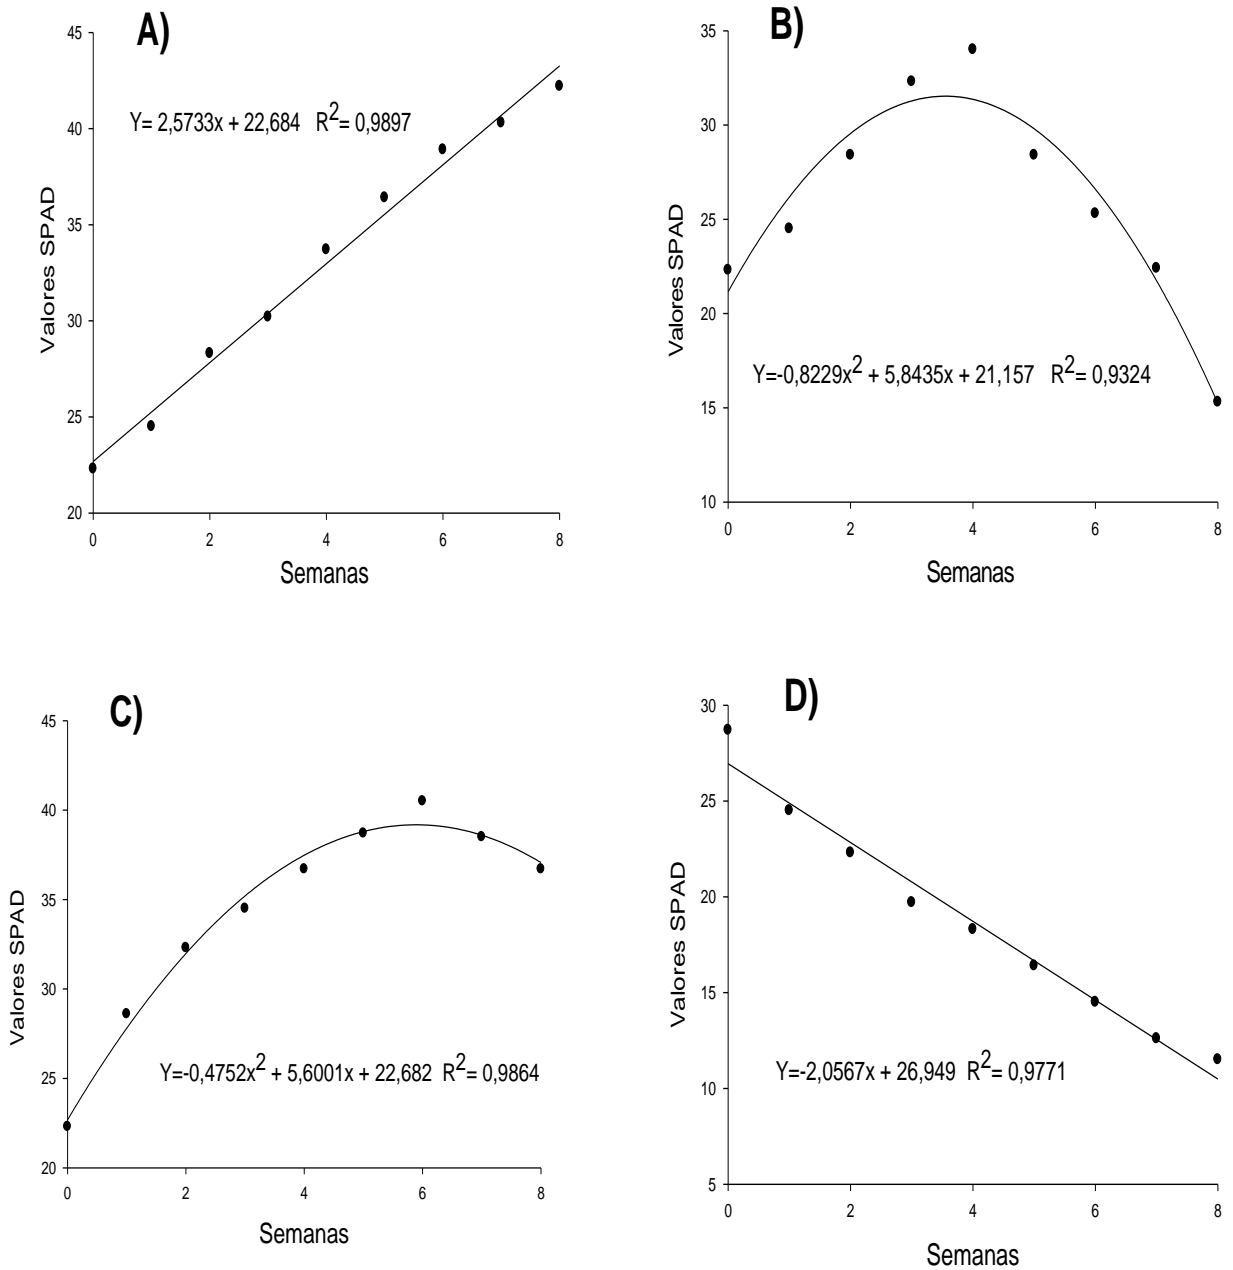 A)
Y= 2,5733x + 22,684 R2= 0,9897
Valores SPAD
45
40
35
30
25
20
0 2 4 6 8
Semanas
B)
Y=-0,8229x2 + 5,8435x + 21,157 R2= 0,9324
Valores SPAD
35
30
25
20
15
10
0 2 4 6 8
Semanas
C)
Y=-0,4752x2 + 5,6001x + 22,682 R2= 0,9864
Valores SPAD
45
40
35
30
25
20
0 2 4 6 8
Semanas
D)
Y=-2,0567x + 26,949 R2= 0,9771
Valores SPAD
30
25
20
15
10
5
0 2 4 6 8
Semanas